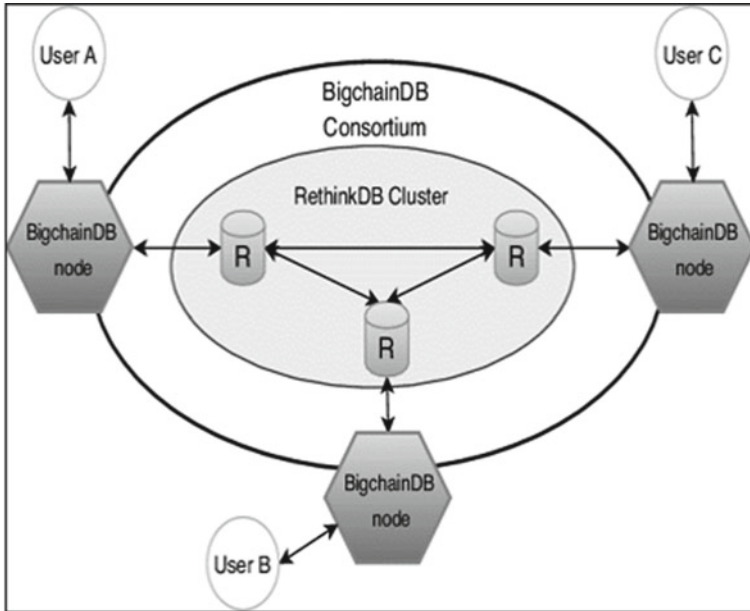 User A
User C
BigchainDB
Consortium
RethinkDB Cluster
BigchainDB
node
R
R
BigchainDB
node
R
BigchainDB
node
User B